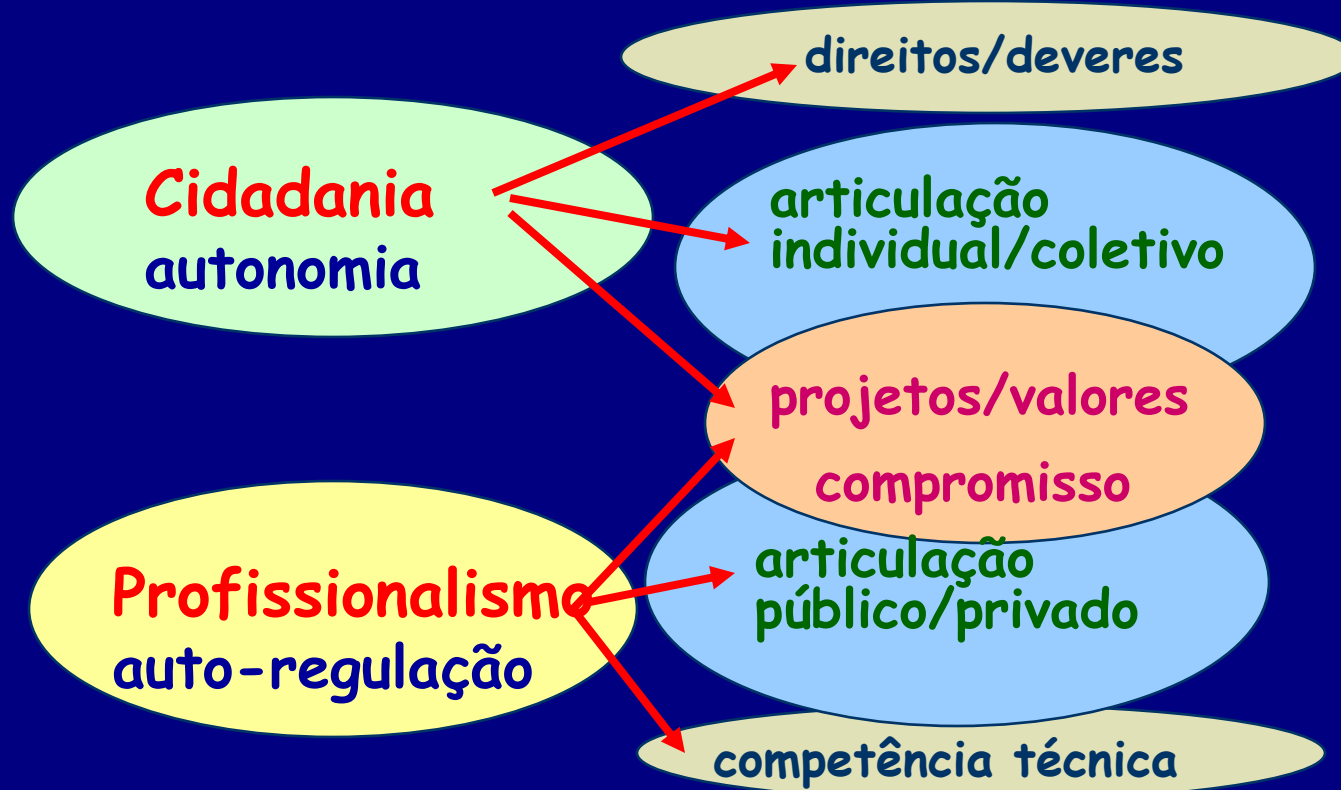 direitos/deveres
Cidadania
autonomia
articulação
individual/coletivo
projetos/valores
compromisso
Profissionalismo
auto-regulação
articulação
público/privado
competência técnica